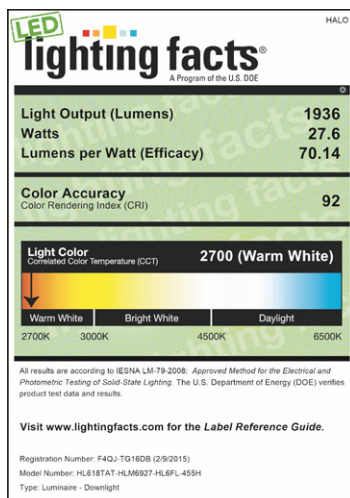 HALO
LED
lighting facts®
A Program of the U.S. DOE
Light Output (Lumens) 1936
Watts 27.6
Lumens per Watt (Efficacy) 70.14
Color Accuracy
Color Rendering Index (CRI) 92
Light Color
Correlated Color Temperature (CCT) 2700 (Warm White)
Warm White Bright White Daylight
2700K 3000K 4500K 6500K
All results are according to IESNA LM-79-2008: Approved Method for the Electrical and
Photometric Testing of Solid-State Lighting. The U.S. Department of Energy (DOE) verifies
product test data and results.
Visit www.lightingfacts.com for the Label Reference Guide.
Registration Number: F4QJ-TG16DB (2/9/2015)
Model Number: HL618TAT-HLM6927-HL6FL-455H
Type: Luminaire - Downlight